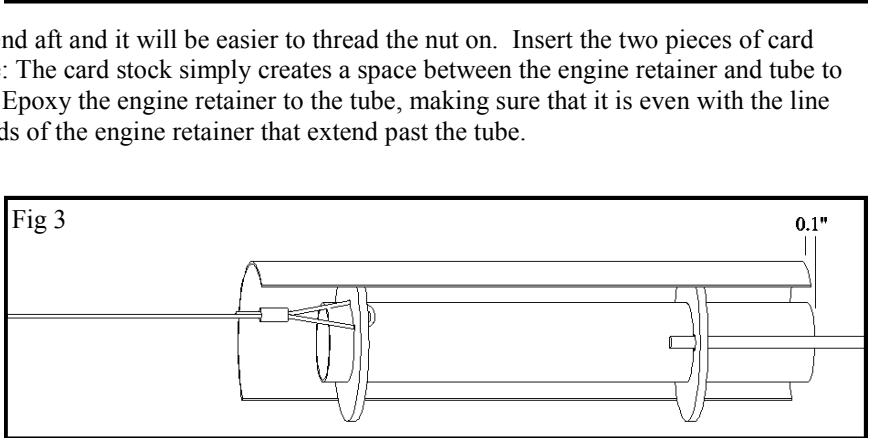 nd aft and it will be easier to thread the nut on. Insert the two pieces of card
: The card stock simply creates a space between the engine retainer and tube to
Epoxy the engine retainer to the tube, making sure that it is even with the line
ds of the engine retainer that extend past the tube.
Fig 3
0.1"